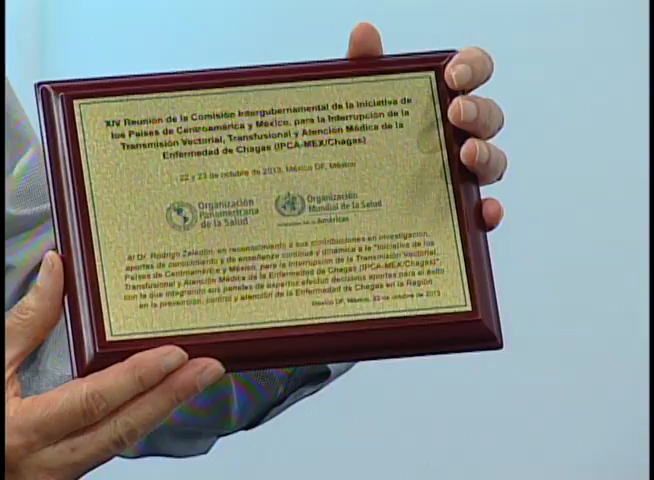 XIV Reunión de la Comisión Intergubernamental de la Iniciativa de
los Países de Centroamérica y México, para la Interrupción de la
Transmisión Vectorial, Transfusional y Atención Médica de la
Enfermedad de Chagas (IPCA-MEX/Chagas)
22 y 23 de octubre de 2013, México DF, México
Organización
Panamericana
de la Salud
Organización
Mundial de la Salud
Américas
Al Dr. Rodrigo Zeledón, en reconocimiento a sus contribuciones en investigación,
aportes de conocimiento y de enseñanza continua y dinámica a la "Iniciativa de los
Países de Centroamérica y México, para la Interrupción de la Transmisión Vectorial,
Transfusional y Atención Médica de la Enfermedad de Chagas (IPCA-MEX/Chagas)",
con la que integrando sus paneles de expertos efectuó decisivos aportes para el éxito
en la prevención, control y atención de la Enfermedad de Chagas en la Región
México DF, México, 22 de octubre de 2013